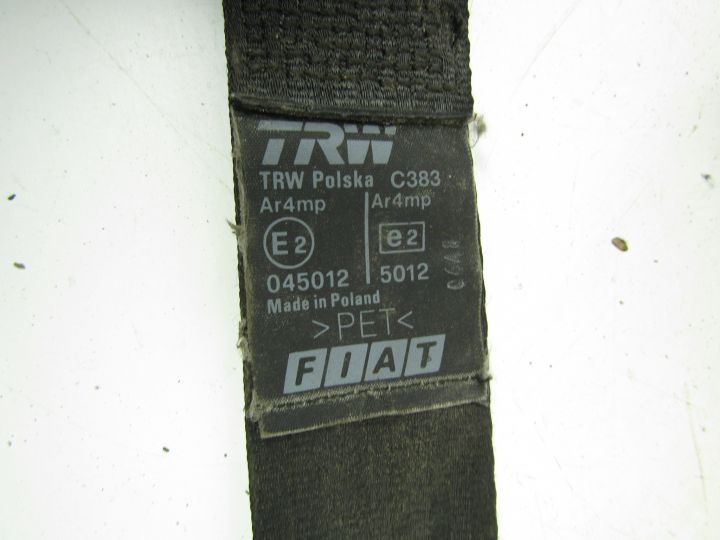 TRW
TRW Polska C383
Ar4mp Ar4mp
E2 e2
045012 5012
Made in Poland
>PET<
FIAT